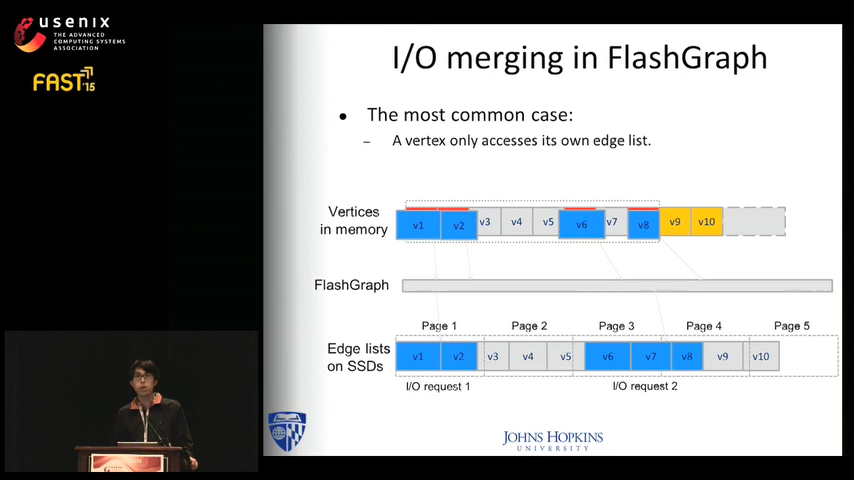 usenix
THE ADVANCED
COMPUTING SYSTEMS
ASSOCIATION
FAST '15
I/O merging in FlashGraph
• The most common case:
– A vertex only accesses its own edge list.
Vertices
in memory
v1 v2 v3 v4 v5 v6 v7 v8 v9 v10
FlashGraph
Page 1 Page 2 Page 3 Page 4 Page 5
Edge lists
on SSDs
v1 v2 v3 v4 v5 v6 v7 v8 v9 v10
I/O request 1 I/O request 2
JOHNS HOPKINS
UNIVERSITY